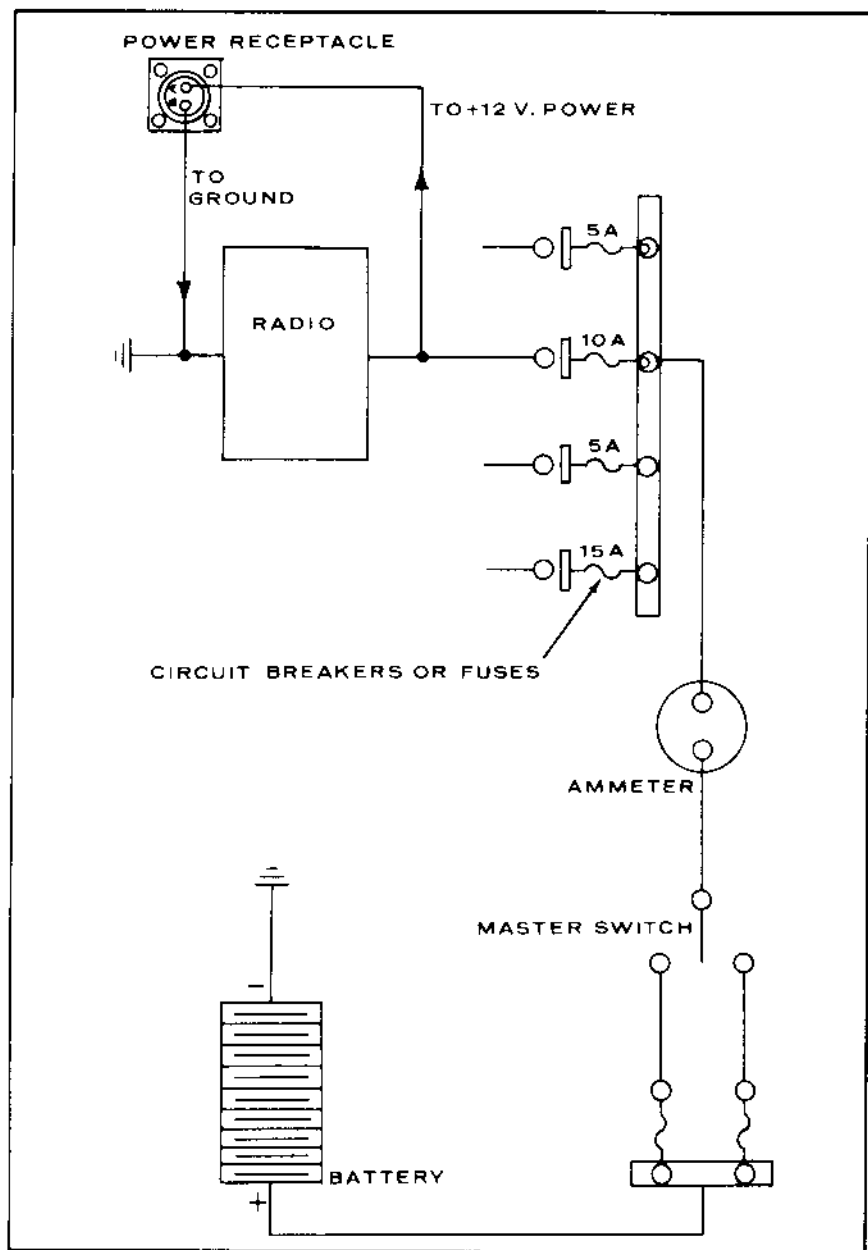 POWER RECEPTACLE
TO +12 V. POWER
TO
GROUND
5A
RADIO
10A
5A
15A
CIRCUIT BREAKERS OR FUSES
AMMETER
MASTER SWITCH
−
BATTERY
+